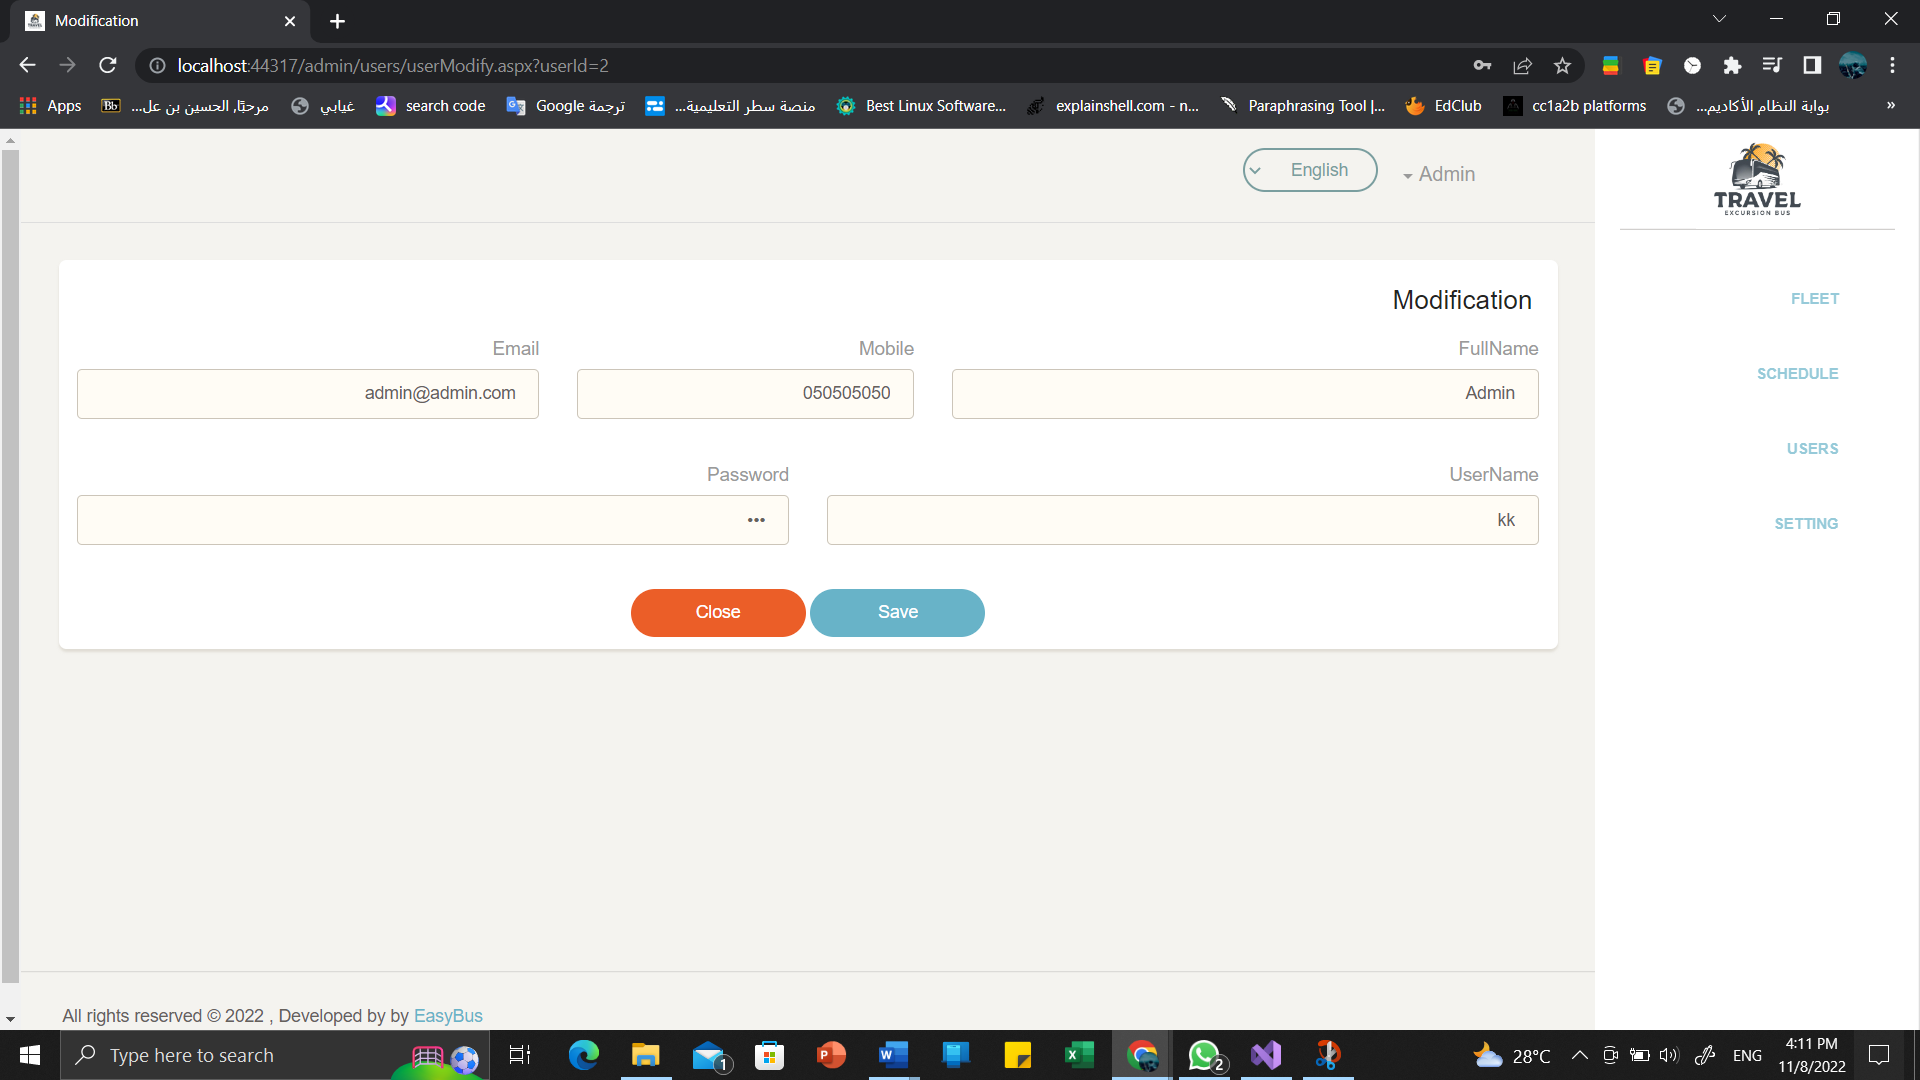 Modification
localhost:44317/admin/users/userModify.aspx?userId=2
Apps
Bb مرحبًا, الحسين بن عل...
غيابي
search code
ترجمة Google
منصة سطر التعليمية...
Best Linux Software...
explainshell.com - n...
Paraphrasing Tool |...
EdClub
cc1a2b platforms
بوابة النظام الأكاديم...
»
English
Admin
TRAVEL
EXCURSION BUS
FLEET
SCHEDULE
USERS
SETTING
Modification
Email
Mobile
FullName
admin@admin.com
050505050
Admin
Password
UserName
•••
kk
Close
Save
All rights reserved © 2022 , Developed by by EasyBus
Type here to search
1
2
28°C
ENG
4:11 PM
11/8/2022